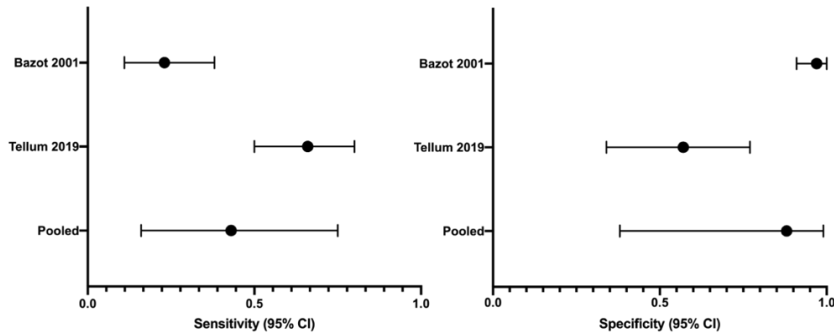 Bazot 2001
Tellum 2019
Pooled
0.0 0.5 1.0
Sensitivity (95% CI)
Bazot 2001
Tellum 2019
Pooled
0.0 0.5 1.0
Specificity (95% CI)